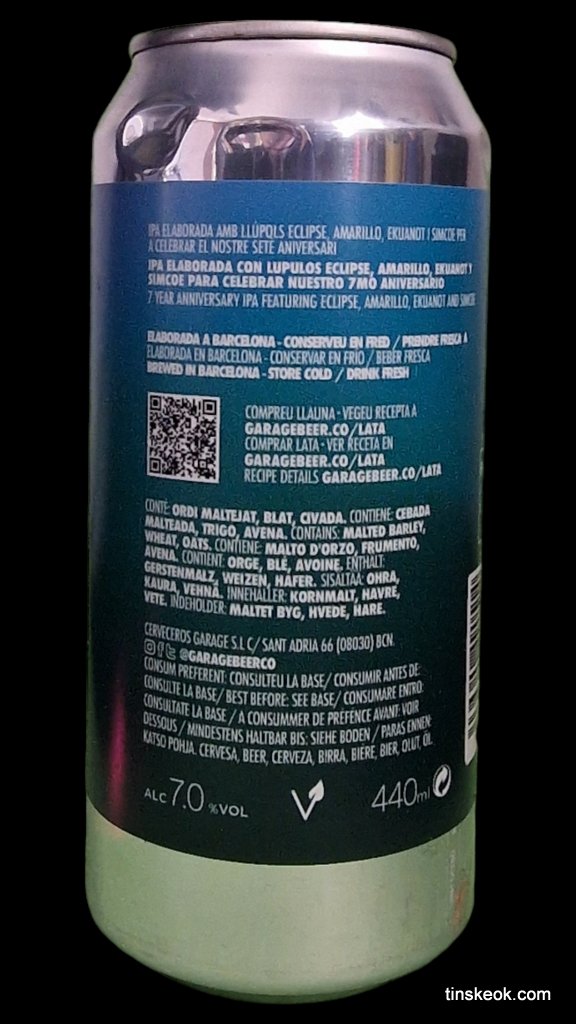 IPA ELABORADA AMB LLÚPOLS ECLIPSE, AMARILLO, EKUANOT I SIMCOE PER
A CELEBRAR EL NOSTRE SETE ANIVERSARI
IPA ELABORADA CON LUPULOS ECLIPSE, AMARILLO, EKUANOT Y
SIMCOE PARA CELEBRAR NUESTRO 7MO ANIVERSARIO
7 YEAR ANNIVERSARY IPA FEATURING ECLIPSE, AMARILLO, EKUANOT AND SIMCOE
ELABORADA A BARCELONA - CONSERVEU EN FRED / PRENDRE FRESCA A
ELABORADA EN BARCELONA - CONSERVAR EN FRÍO / BEBER FRESCA
BREWED IN BARCELONA - STORE COLD / DRINK FRESH
COMPREU LLAUNA - VEGEU RECEPTA A
GARAGEBEER.CO/LATA
COMPRAR LATA - VER RECETA EN
GARAGEBEER.CO/LATA
RECIPE DETAILS GARAGEBEER.CO/LATA
CONTÉ: ORDI MALTEJAT, BLAT, CIVADA. CONTIENE: CEBADA
MALTEADA, TRIGO, AVENA. CONTAINS: MALTED BARLEY,
WHEAT, OATS. CONTIENE: MALTO D'ORZO, FRUMENTO,
AVENA. CONTIENT: ORGE, BLÉ, AVOINE. ENTHALT:
GERSTENMALZ, WEIZEN, HAFER. SISÄLTÄÄ: OHRA,
KAURA, VEHNÄ. INNEHÅLLER: KORNMALT, HAVRE,
VETE. INDEHOLDER: MALTET BYG, HVEDE, HARE.
CERVECEROS GARAGE S.L C/ SANT ADRIA 66 (08030) BCN.
@GARAGEBEERCO
CONSUM PREFERENT: CONSULTEU LA BASE/ CONSUMIR ANTES DE:
CONSULTE LA BASE/ BEST BEFORE: SEE BASE/ CONSUMARE ENTRO:
CONSULTATE LA BASE / A CONSUMMER DE PRÉFÉNCE AVANT: VOIR
DESSOUS / MINDESTENS HALTBAR BIS: SIEHE BODEN / PARAS ENNEN:
KATSO POHJA. CERVESA, BEER, CERVEZA, BIRRA, BIÈRE, BIER, OLUT, ÖL.
ALC 7.0 %VOL
V
440ml
tinskeok.com